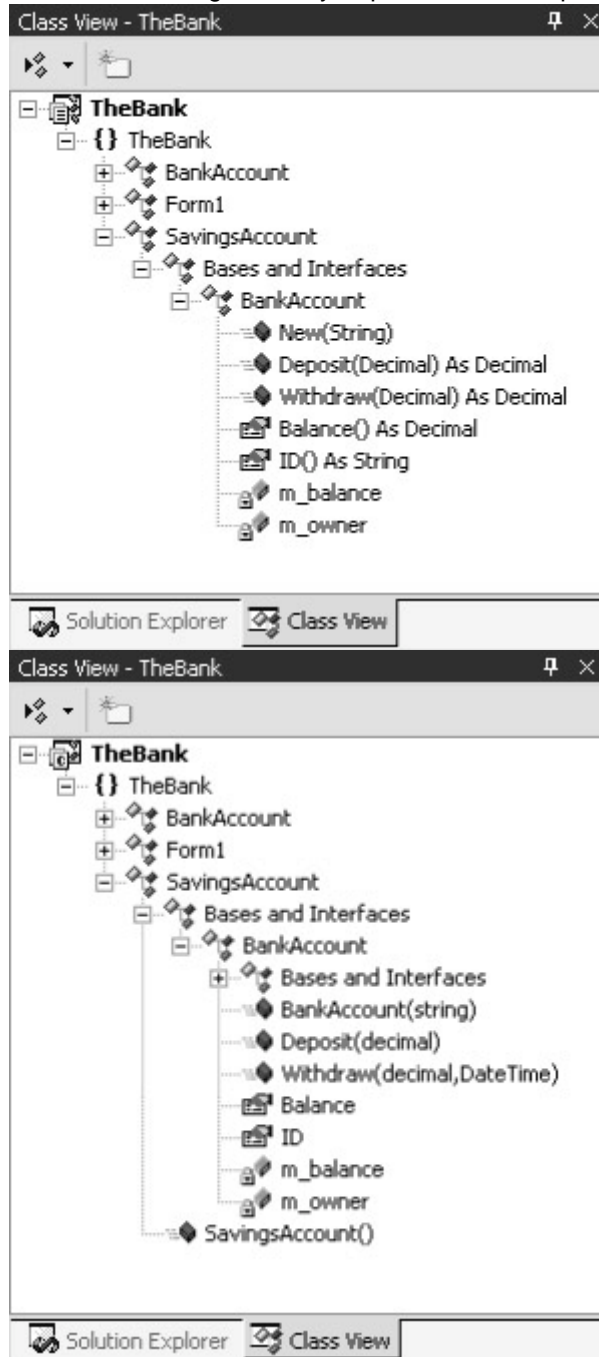 Class View - TheBank
TheBank
{} TheBank
BankAccount
Form1
SavingsAccount
Bases and Interfaces
BankAccount
New(String)
Deposit(Decimal) As Decimal
Withdraw(Decimal) As Decimal
Balance() As Decimal
ID() As String
m_balance
m_owner
Solution Explorer Class View
Class View - TheBank
TheBank
{} TheBank
BankAccount
Form1
SavingsAccount
Bases and Interfaces
BankAccount
Bases and Interfaces
BankAccount(string)
Deposit(decimal)
Withdraw(decimal,DateTime)
Balance
ID
m_balance
m_owner
SavingsAccount()
Solution Explorer Class View